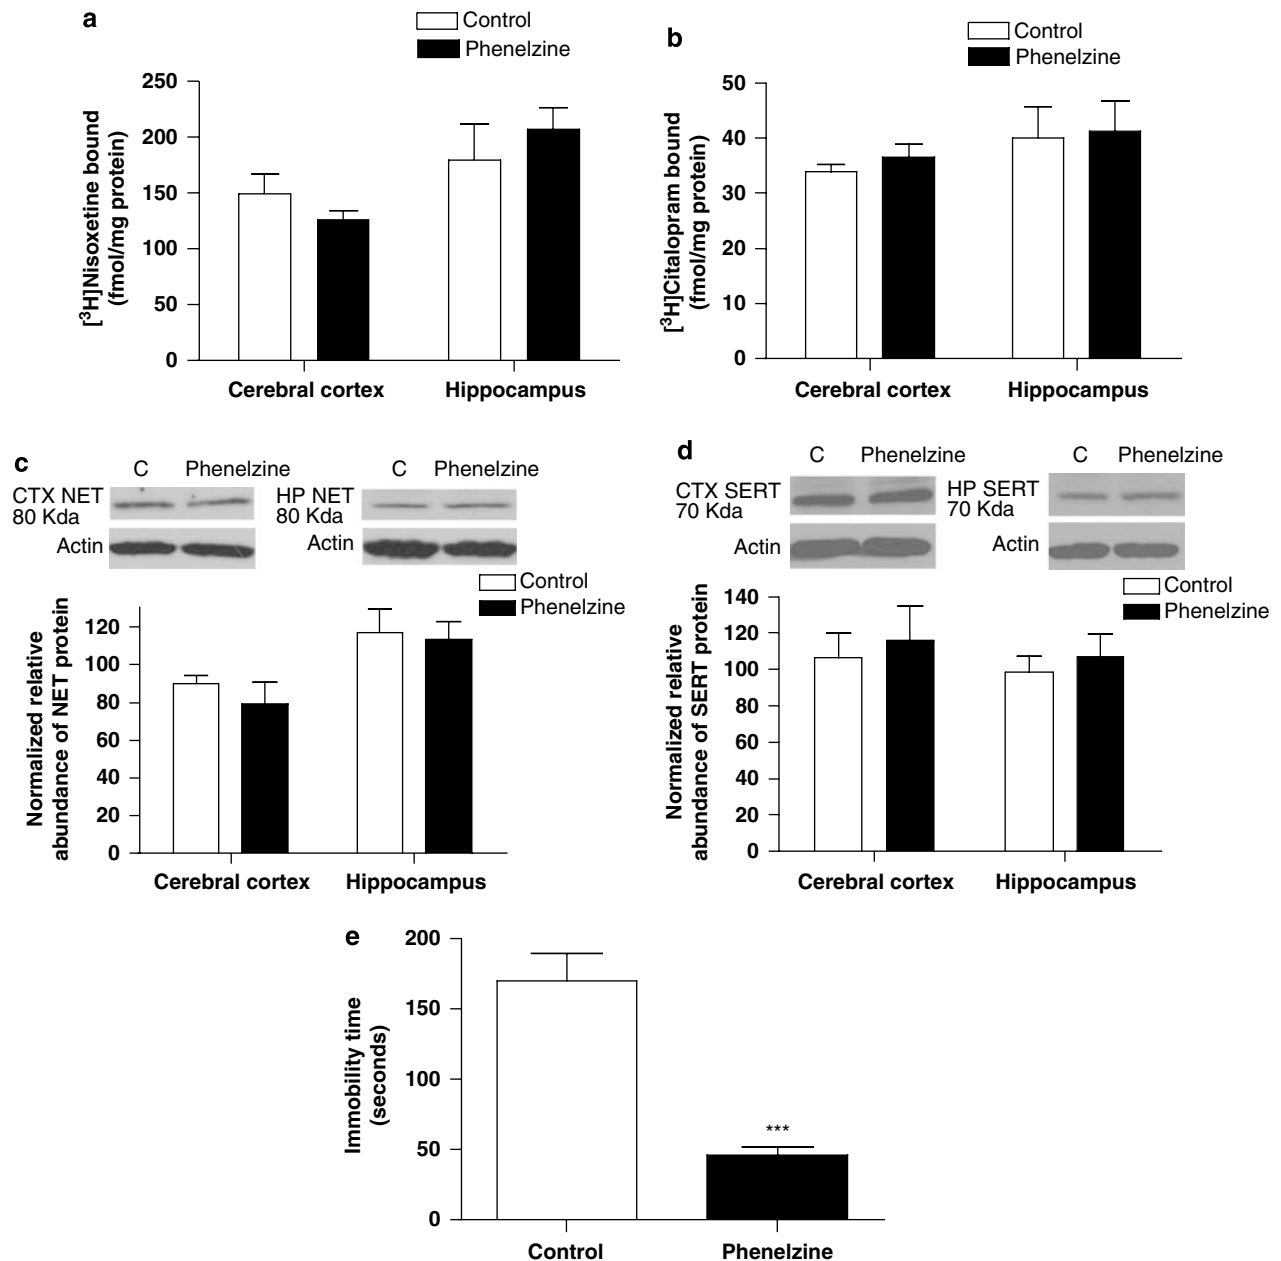 a
Control
Phenelzine
250
200
150
100
50
0
[³H]Nisoxetine bound
(fmol/mg protein)
Cerebral cortex
Hippocampus
b
Control
Phenelzine
50
40
30
20
10
0
[³H]Citalopram bound
(fmol/mg protein)
Cerebral cortex
Hippocampus
c
C
Phenelzine
CTX NET
80 Kda
Actin
C
Phenelzine
HP NET
80 Kda
Actin
Control
Phenelzine
120
100
80
60
40
20
0
Normalized relative
abundance of NET protein
Cerebral cortex
Hippocampus
d
C
Phenelzine
CTX SERT
70 Kda
Actin
C
Phenelzine
HP SERT
70 Kda
Actin
Control
Phenelzine
140
120
100
80
60
40
20
0
Normalized relative
abundance of SERT protein
Cerebral cortex
Hippocampus
e
200
150
100
50
0
Immobility time
(seconds)
***
Control
Phenelzine